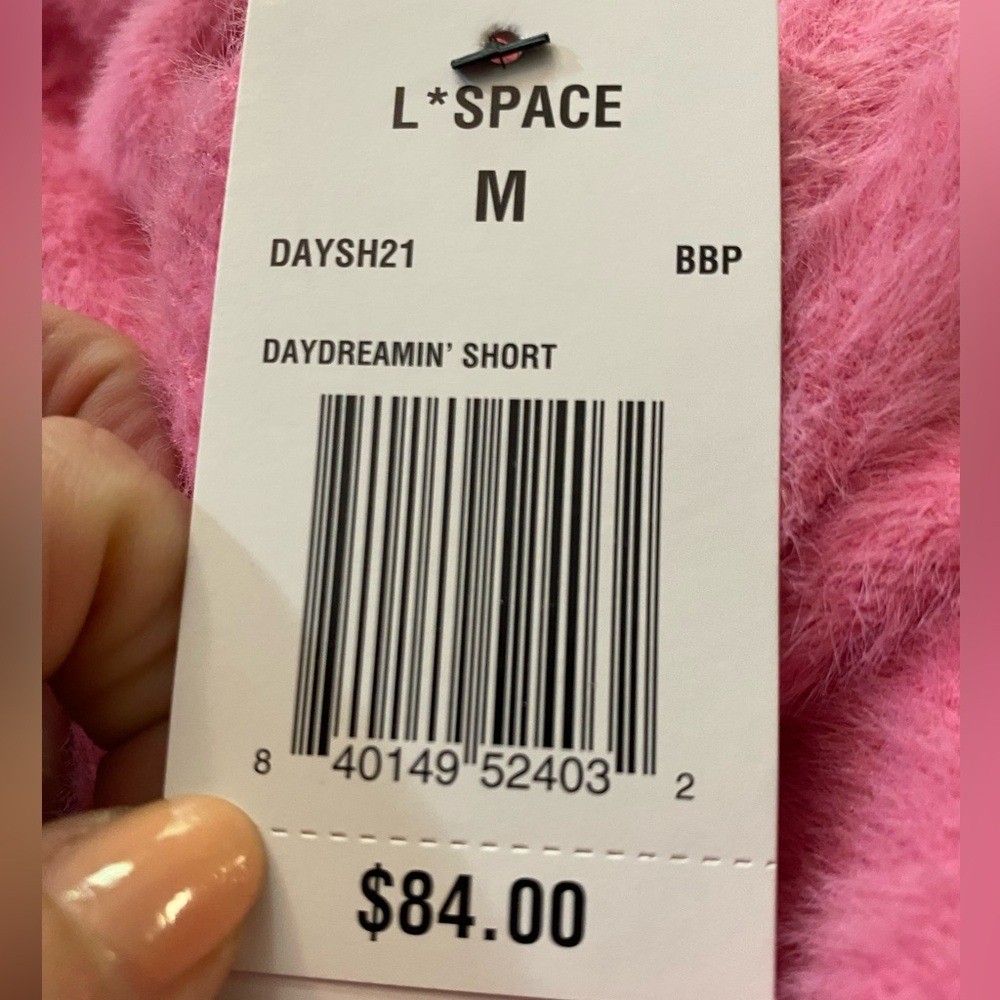 L*SPACE
M
DAYSH21 BBP
DAYDREAMIN' SHORT
8 40149 52403 2
$84.00